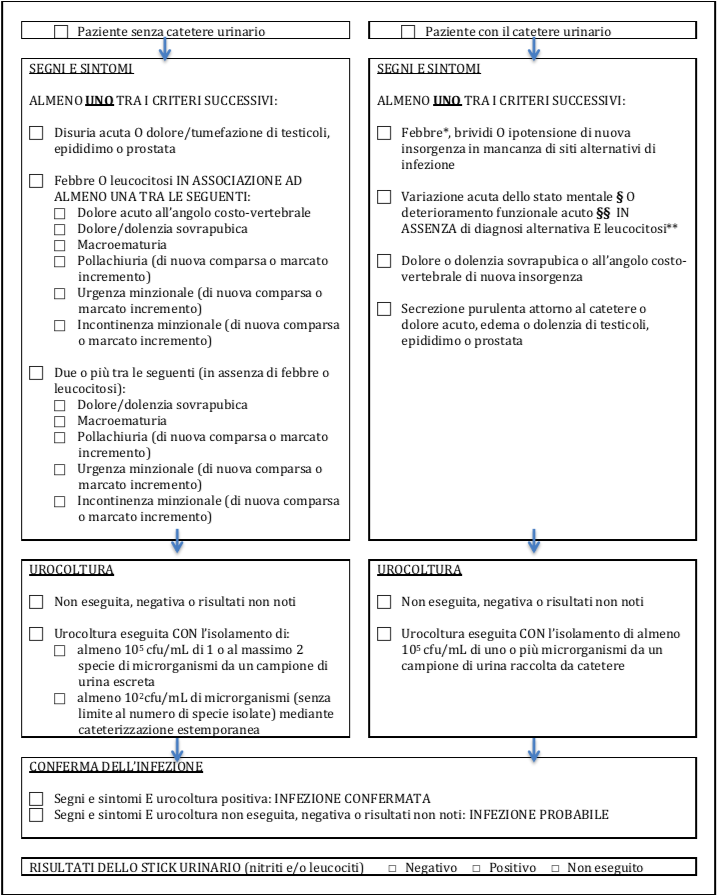 ☐ Paziente senza catetere urinario
SEGNI E SINTOMI
ALMENO UNO TRA I CRITERI SUCCESSIVI:
☐ Disuria acuta O dolore/tumefazione di testicoli,
epididimo o prostata
☐ Febbre O leucocitosi IN ASSOCIAZIONE AD
ALMENO UNA TRA LE SEGUENTI:
☐ Dolore acuto all'angolo costo-vertebrale
☐ Dolore/dolenzia sovrapubica
☐ Macroematuria
☐ Pollachiuria (di nuova comparsa o marcato
incremento)
☐ Urgenza minzionale (di nuova comparsa o
marcato incremento)
☐ Incontinenza minzionale (di nuova comparsa
o marcato incremento)
☐ Due o più tra le seguenti (in assenza di febbre o
leucocitosi):
☐ Dolore/dolenzia sovrapubica
☐ Macroematuria
☐ Pollachiuria (di nuova comparsa o marcato
incremento)
☐ Urgenza minzionale (di nuova comparsa o
marcato incremento)
☐ Incontinenza minzionale (di nuova comparsa
o marcato incremento)
UROCOLTURA
☐ Non eseguita, negativa o risultati non noti
☐ Urocoltura eseguita CON l'isolamento di:
☐ almeno 10⁵ cfu/mL di 1 o al massimo 2
specie di microrganismi da un campione di
urina escreta
☐ almeno 10²cfu/mL di microrganismi (senza
limite al numero di specie isolate) mediante
cateterizzazione estemporanea
☐ Paziente con il catetere urinario
SEGNI E SINTOMI
ALMENO UNO TRA I CRITERI SUCCESSIVI:
☐ Febbre*, brividi O ipotensione di nuova
insorgenza in mancanza di siti alternativi di
infezione
☐ Variazione acuta dello stato mentale § O
deterioramento funzionale acuto §§ IN
ASSENZA di diagnosi alternativa E leucocitosi**
☐ Dolore o dolenzia sovrapubica o all'angolo costo-
vertebrale di nuova insorgenza
☐ Secrezione purulenta attorno al catetere o
dolore acuto, edema o dolenzia di testicoli,
epididimo o prostata
UROCOLTURA
☐ Non eseguita, negativa o risultati non noti
☐ Urocoltura eseguita CON l'isolamento di almeno
10⁵ cfu/mL di uno o più microrganismi da un
campione di urina raccolta da catetere
CONFERMA DELL'INFEZIONE
☐ Segni e sintomi E urocoltura positiva: INFEZIONE CONFERMATA
☐ Segni e sintomi E urocoltura non eseguita, negativa o risultati non noti: INFEZIONE PROBABILE
RISULTATI DELLO STICK URINARIO (nitriti e/o leucociti) □ Negativo □ Positivo □ Non eseguito